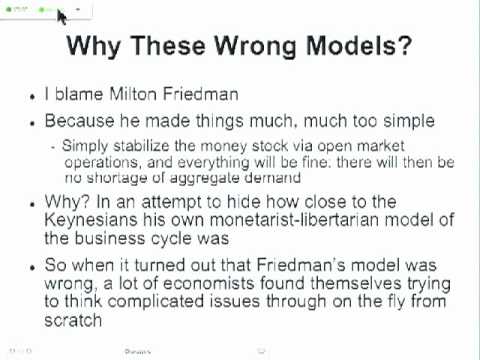 Why These Wrong Models?
• I blame Milton Friedman
• Because he made things much, much too simple
- Simply stabilize the money stock via open market
operations, and everything will be fine: there will then be
no shortage of aggregate demand
• Why? In an attempt to hide how close to the
Keynesians his own monetarist-libertarian model of
the business cycle was
• So when it turned out that Friedman's model was
wrong, a lot of economists found themselves trying
to think complicated issues through on the fly from
scratch